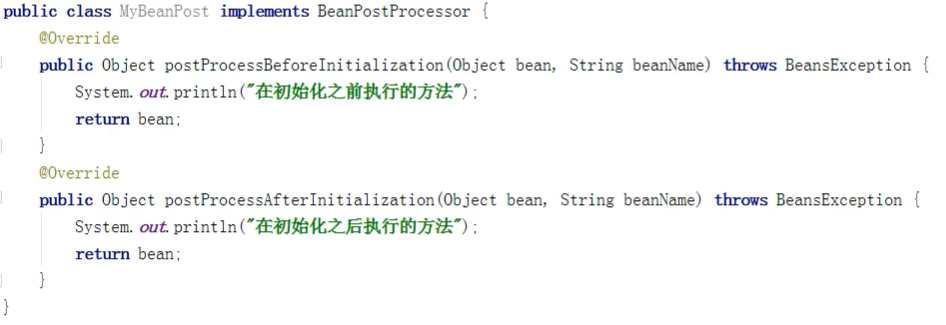 public class MyBeanPost implements BeanPostProcessor {
@Override
public Object postProcessBeforeInitialization(Object bean, String beanName) throws BeansException {
System.out.println("在初始化之前执行的方法");
return bean;
}
@Override
public Object postProcessAfterInitialization(Object bean, String beanName) throws BeansException {
System.out.println("在初始化之后执行的方法");
return bean;
}
}